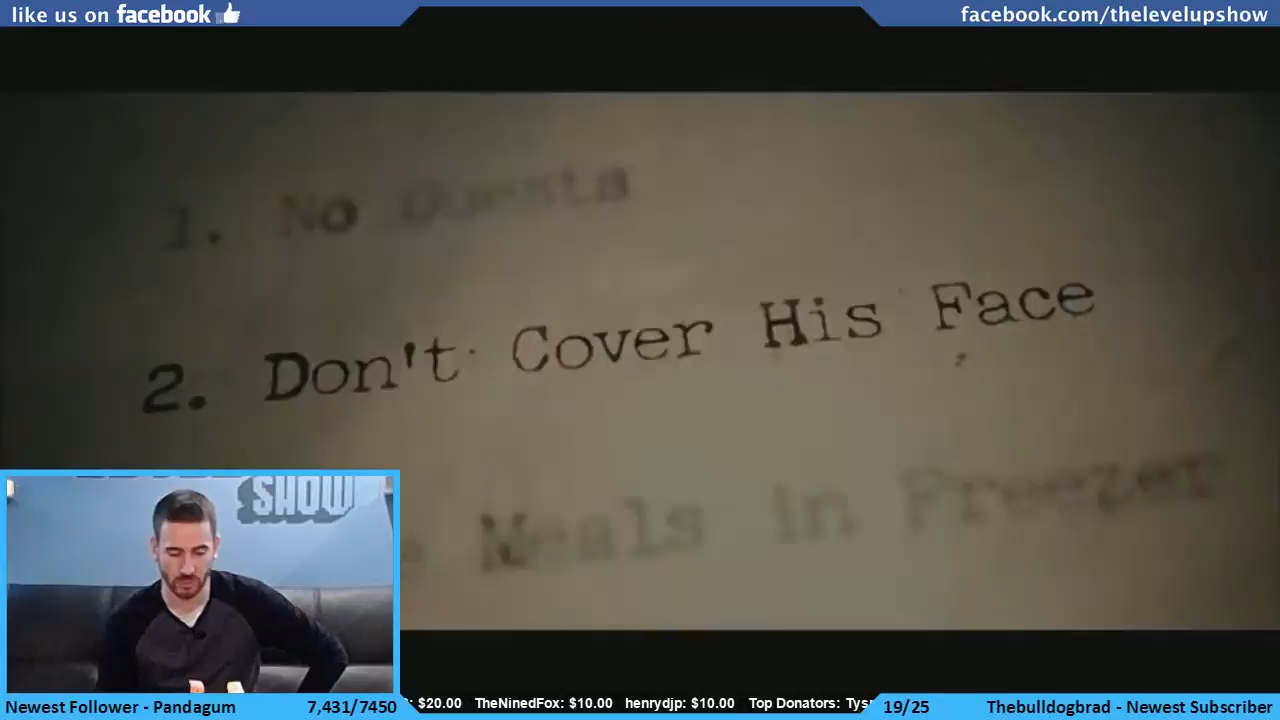 like us on facebook
facebook.com/thelevelupshow
1. No Guests
2. Don't Cover His Face
Meals in Freezer
SHOW
Newest Follower - Pandagum
7,431/7450
$20.00 TheNinedFox: $10.00 henrydjp: $10.00 Top Donators:
19/25
Thebulldogbrad - Newest Subscriber